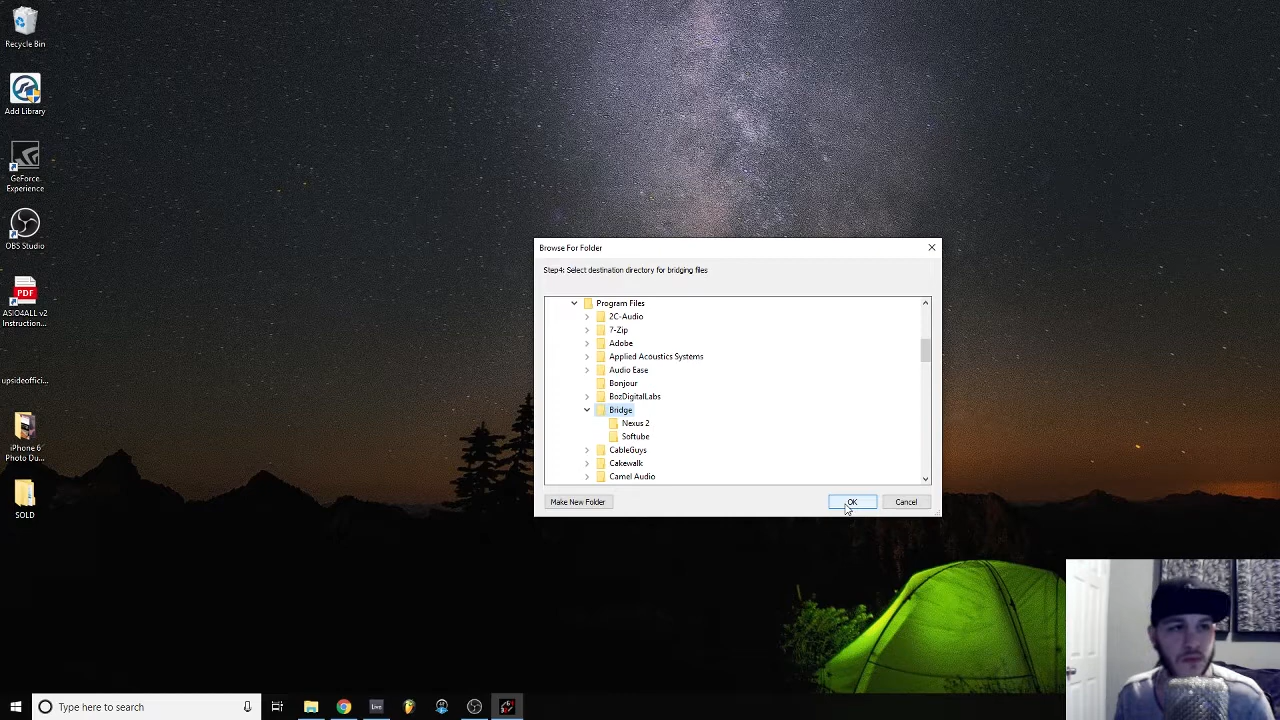 Recycle Bin
Add Library
GeForce
Experience
OBS Studio
PDF
ASIO4ALL v2
Instruction...
upsideoffici...
iPhone 6
Photo Du...
SOLD
Browse For Folder
Step4: Select destination directory for bridging files
Program Files
2C-Audio
7-Zip
Adobe
Applied Acoustics Systems
Audio Ease
Bonjour
BozDigitalLabs
Bridge
Nexus 2
Softube
CableGuys
Cakewalk
Camel Audio
Make New Folder
OK
Cancel
Type here to search
Live